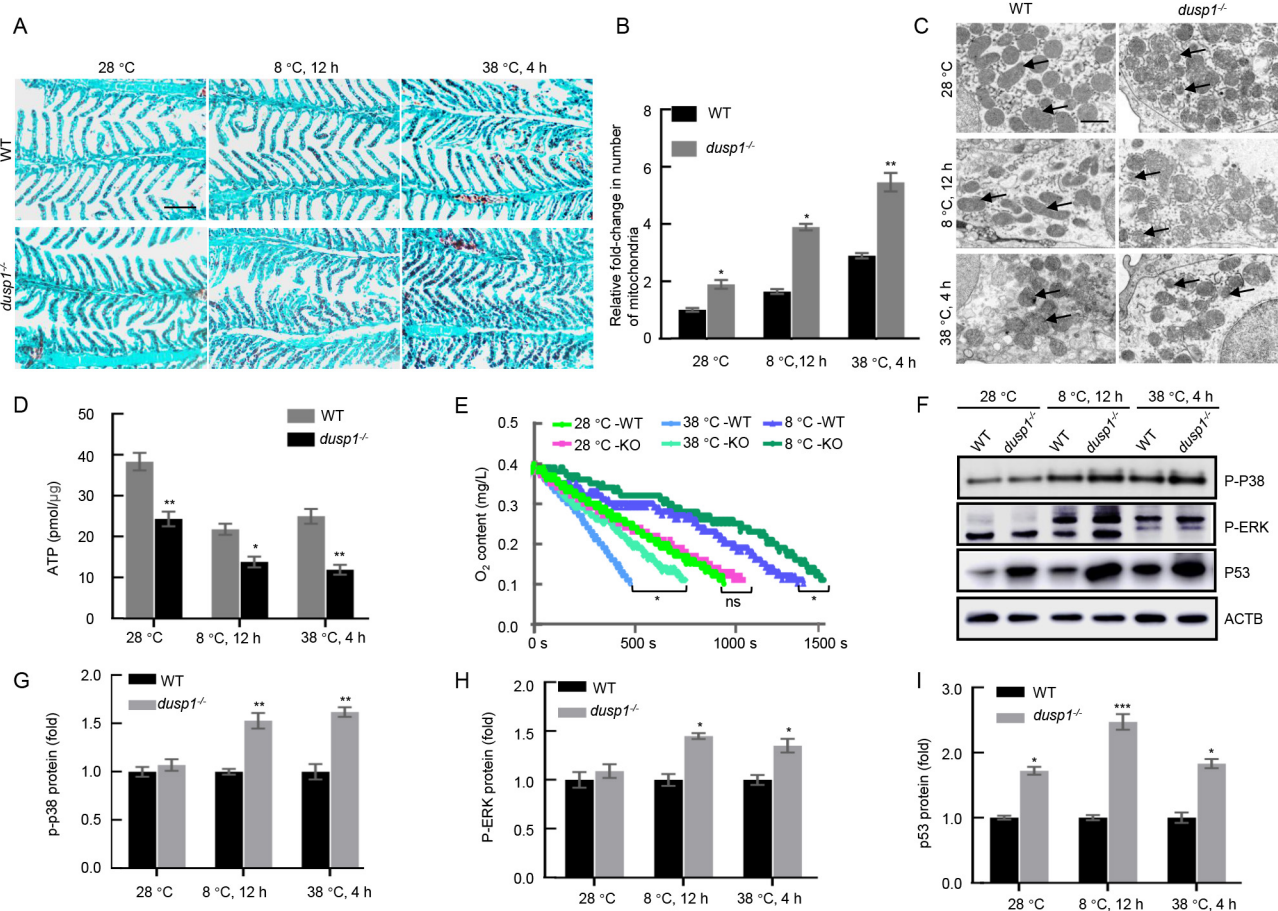 A
28 °C
8 °C, 12 h
38 °C, 4 h
WT
dusp1-/-
B
Relative fold-change in number
of mitochondria
8
6
4
2
0
WT
dusp1-/-
*
*
**
28 °C
8 °C,12 h
38 °C, 4 h
C
WT
dusp1-/-
28 °C
8 °C, 12 h
38 °C, 4 h
D
ATP (pmol/µg)
50
40
30
20
10
0
WT
dusp1-/-
**
*
**
28 °C
8 °C, 12 h
38 °C, 4 h
E
O2 content (mg/L)
0.5
0.4
0.3
0.2
0.1
0.0
28 °C -WT
38 °C -WT
8 °C -WT
28 °C -KO
38 °C -KO
8 °C -KO
*
ns
*
0 s
500 s
1000 s
1500 s
F
28 °C
8 °C, 12 h
38 °C, 4 h
WT
dusp1-/-
WT
dusp1-/-
WT
dusp1-/-
P-P38
P-ERK
P53
ACTB
G
p-p38 protein (fold)
2.0
1.5
1.0
0.5
0.0
WT
dusp1-/-
**
**
28 °C
8 °C, 12 h
38 °C, 4 h
H
P-ERK protein (fold)
2.0
1.5
1.0
0.5
0.0
WT
dusp1-/-
*
*
28 °C
8 °C, 12 h
38 °C, 4 h
I
p53 protein (fold)
3.0
2.0
1.0
0.0
WT
dusp1-/-
*
***
*
28 °C
8 °C, 12 h
38 °C, 4 h